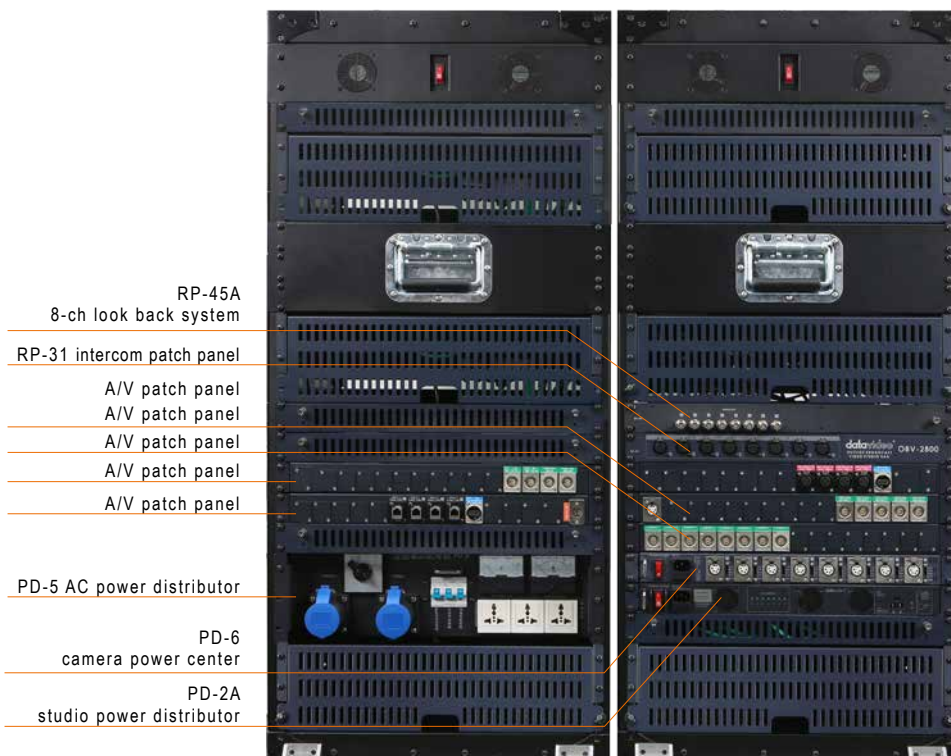 RP-45A
8-ch look back system
RP-31 intercom patch panel
A/V patch panel
A/V patch panel
A/V patch panel
A/V patch panel
A/V patch panel
PD-5 AC power distributor
PD-6
camera power center
PD-2A
studio power distributor
datavideo OBV-2800